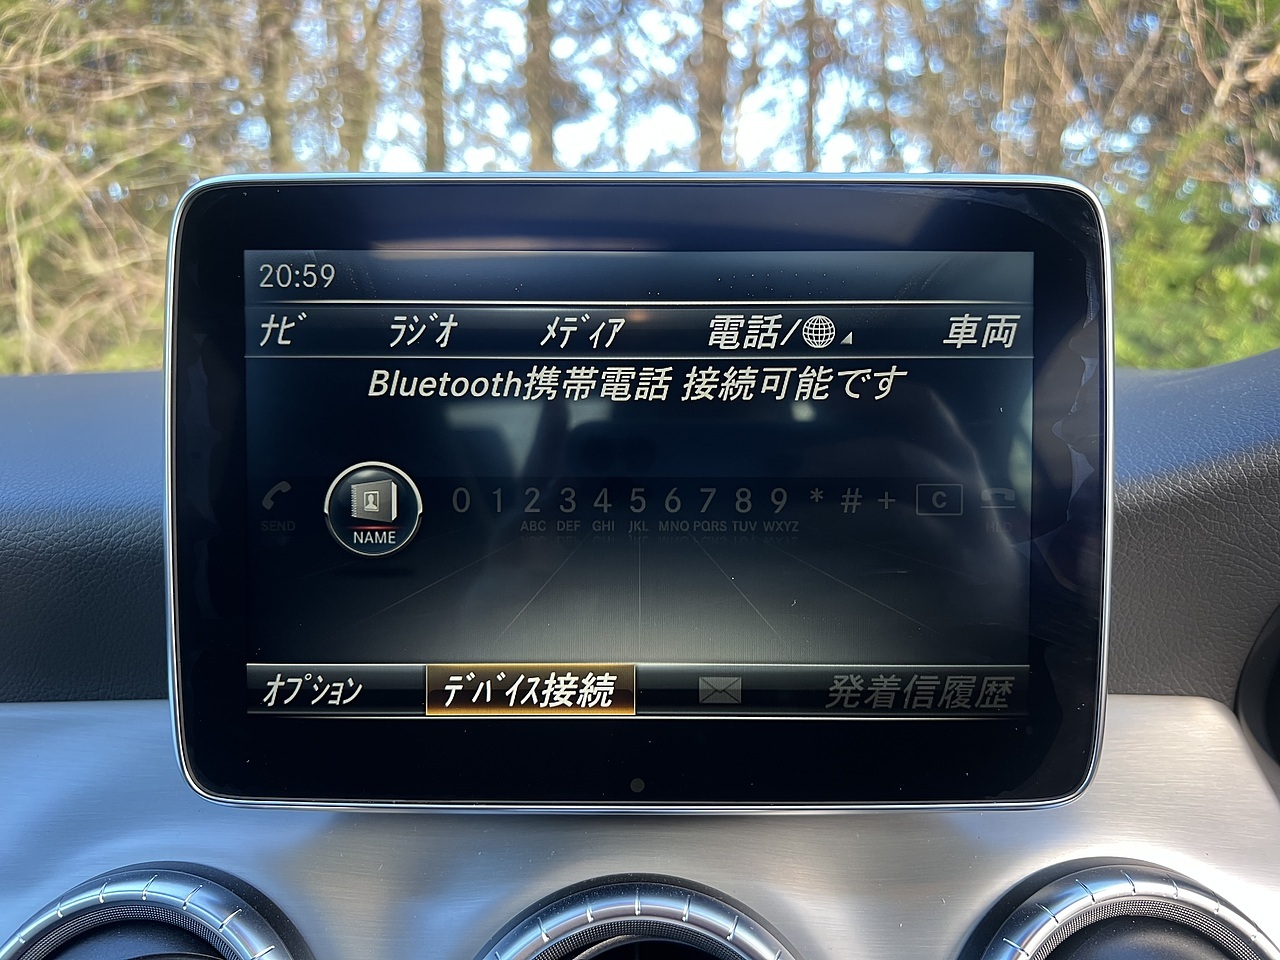 20:59
ナビ ラジオ メディア 電話/ 車両
Bluetooth携帯電話 接続可能です
0 1 2 3 4 5 6 7 8 9 * # + C
SEND NAME ABC DEF GHI JKL MNO PQRS TUV WXYZ
オプション デバイス接続 発着信履歴